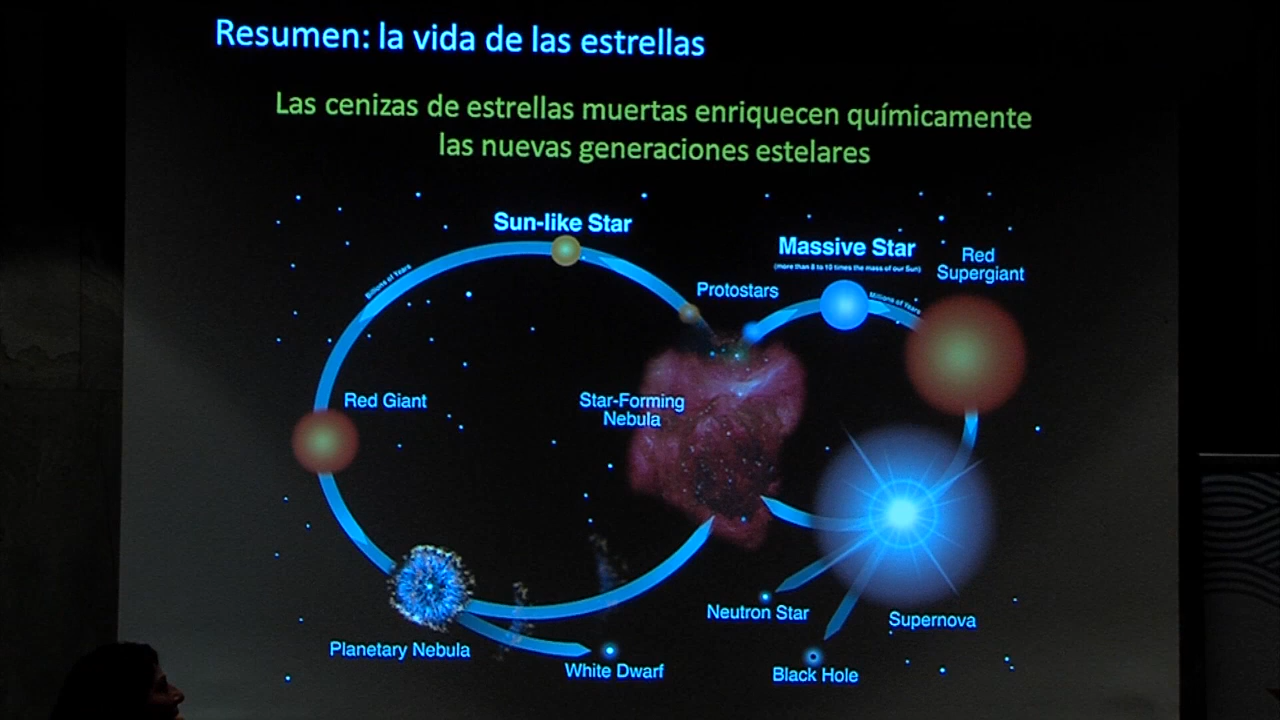 Resumen: la vida de las estrellas
Las cenizas de estrellas muertas enriquecen químicamente
las nuevas generaciones estelares
Sun-like Star
Massive Star
(more than 8 to 10 times the mass of our Sun)
Red
Supergiant
Billions of Years
Protostars
Millions of Years
Red Giant
Star-Forming
Nebula
Neutron Star
Supernova
Planetary Nebula
White Dwarf
Black Hole